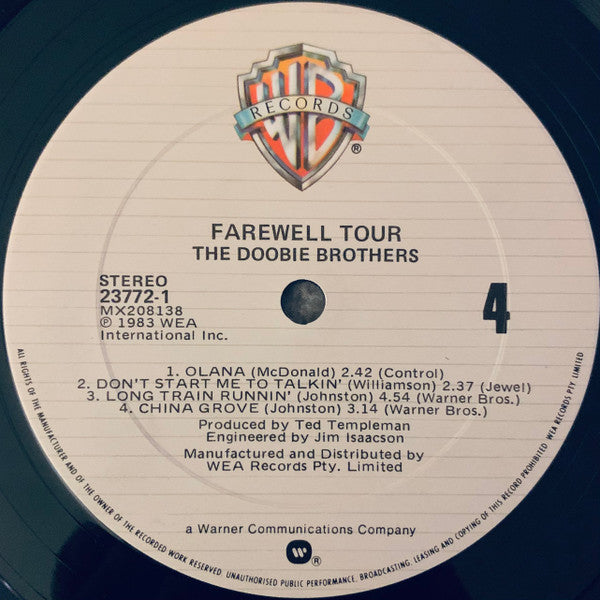 WB
RECORDS
®
FAREWELL TOUR
THE DOOBIE BROTHERS
STEREO
23772-1
MX208138
℗ 1983 WEA
International Inc.
4
1. OLANA (McDonald) 2.42 (Control)
2. DON'T START ME TO TALKIN' (Williamson) 2.37 (Jewel)
3. LONG TRAIN RUNNIN' (Johnston) 4.54 (Warner Bros.)
4. CHINA GROVE (Johnston) 3.14 (Warner Bros.)
Produced by Ted Templeman
Engineered by Jim Isaacson
Manufactured and Distributed by
WEA Records Pty. Limited
a Warner Communications Company
®
ALL RIGHTS OF THE MANUFACTURER AND OF THE OWNER OF THE RECORDED WORK RESERVED. UNAUTHORISED PUBLIC PERFORMANCE, BROADCASTING, LEASING AND COPYING OF THIS RECORD PROHIBITED. WEA RECORDS PTY. LIMITED